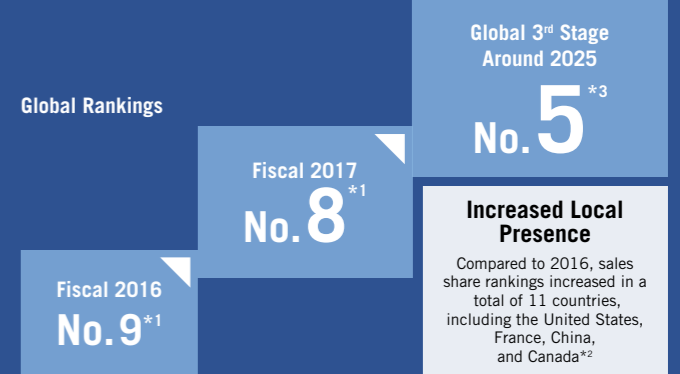 Global Rankings
Fiscal 2016
No.9*1
Fiscal 2017
No.8*1
Global 3rd Stage
Around 2025
No.5*3
Increased Local
Presence
Compared to 2016, sales
share rankings increased in a
total of 11 countries,
including the United States,
France, China,
and Canada*2